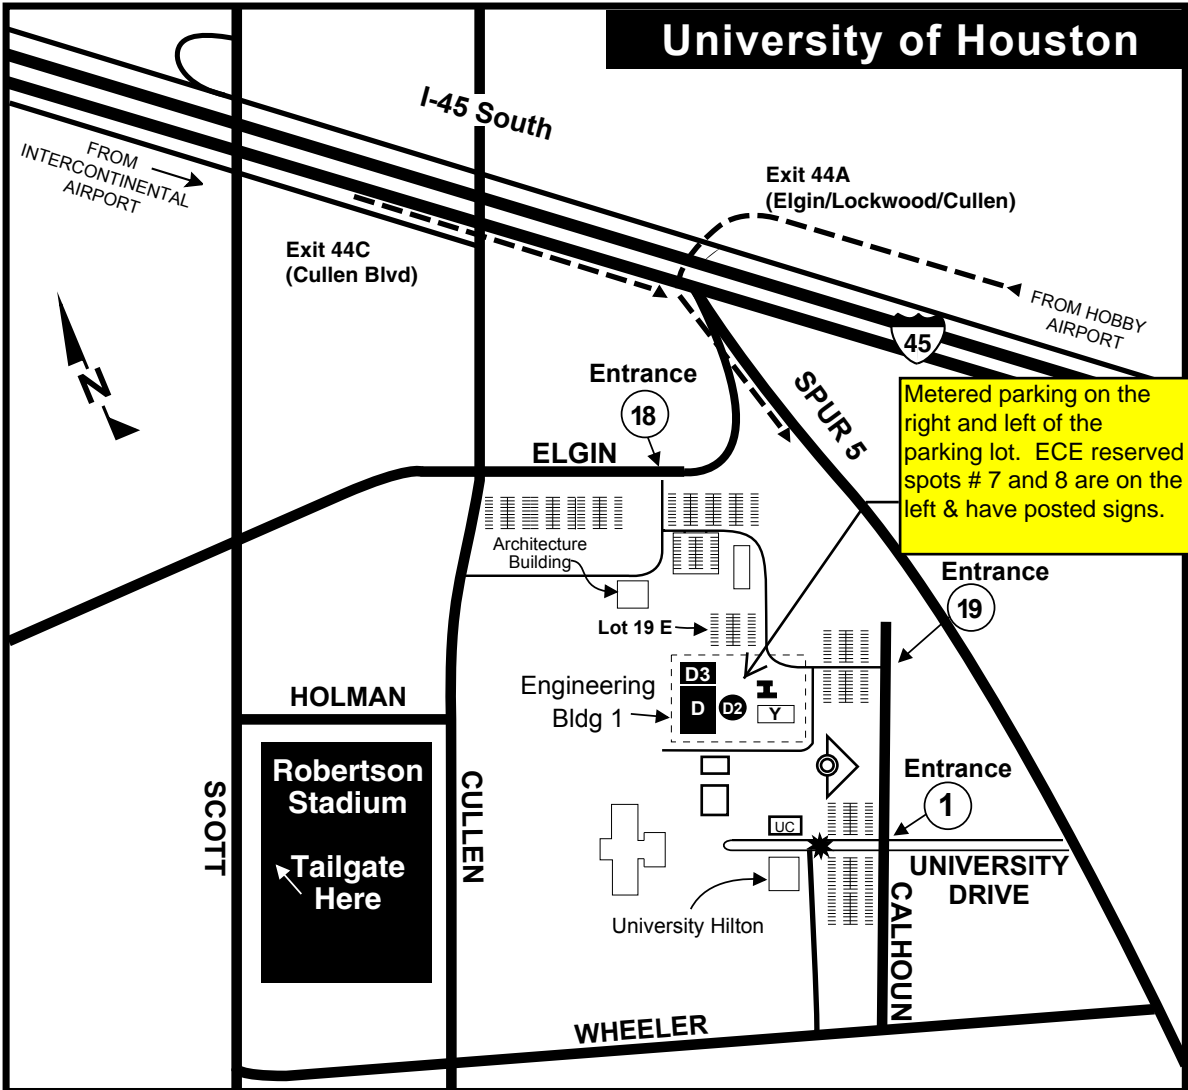 University of Houston
I-45 South
FROM
INTERCONTINENTAL
AIRPORT
Exit 44A
(Elgin/Lockwood/Cullen)
Exit 44C
(Cullen Blvd)
FROM HOBBY
AIRPORT
45
N
Entrance
18
SPUR 5
Metered parking on the
right and left of the
parking lot. ECE reserved
spots # 7 and 8 are on the
left & have posted signs.
ELGIN
Architecture
Building
Entrance
19
Lot 19 E
Engineering
Bldg 1
D3
D
D2
Y
HOLMAN
SCOTT
Robertson
Stadium
Tailgate
Here
CULLEN
Entrance
1
UC
UNIVERSITY
DRIVE
CALHOUN
University Hilton
WHEELER